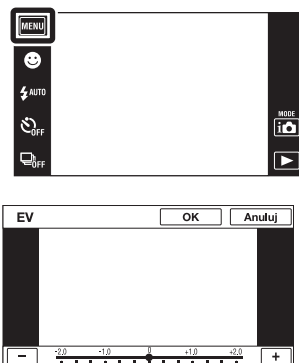 MENU
AUTO
OFF
OFF
MODE
i
EV OK Anuluj
-2,0 -1,0 0 +1,0 +2,0
- +